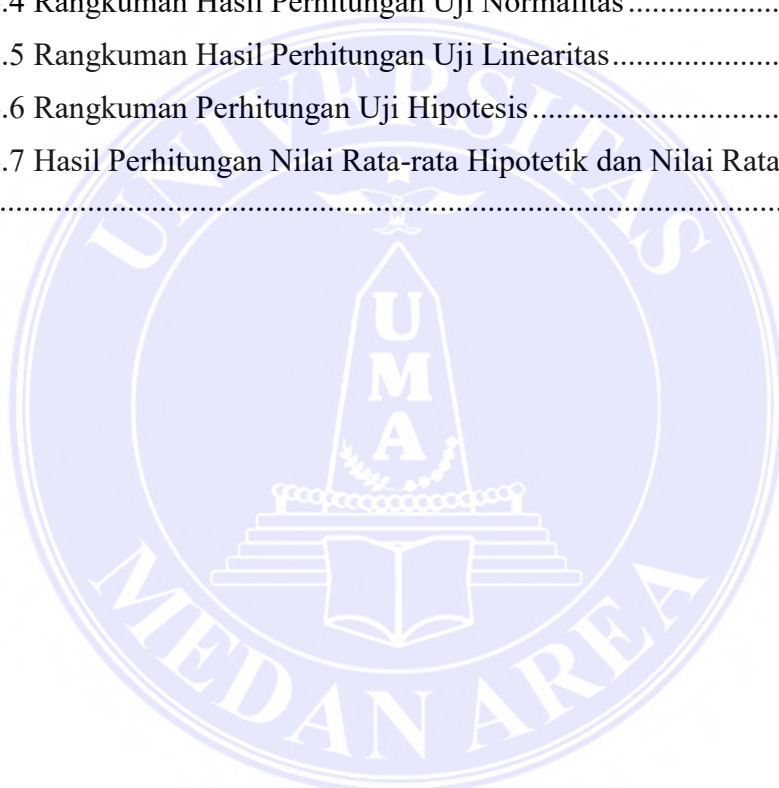 .4 Rangkuman Hasil Perhitungan Uji Normalitas....................
.5 Rangkuman Hasil Perhitungan Uji Linearitas......................
.6 Rangkuman Perhitungan Uji Hipotesis................................
.7 Hasil Perhitungan Nilai Rata-rata Hipotetik dan Nilai Rata
....................................................................................................
UNIVERSITAS
U
M
A
MEDAN AREA